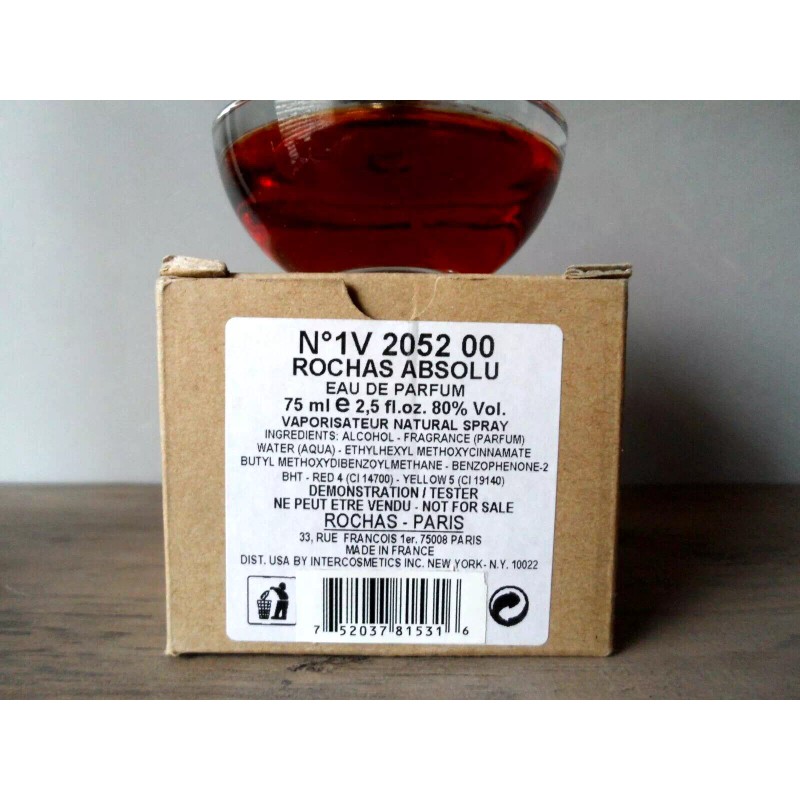 N°1V 2052 00
ROCHAS ABSOLU
EAU DE PARFUM
75 ml e 2,5 fl.oz. 80% Vol.
VAPORISATEUR NATURAL SPRAY
INGREDIENTS: ALCOHOL - FRAGRANCE (PARFUM)
WATER (AQUA) - ETHYLHEXYL METHOXYCINNAMATE
BUTYL METHOXYDIBENZOYLMETHANE - BENZOPHENONE-2
BHT - RED 4 (CI 14700) - YELLOW 5 (CI 19140)
DEMONSTRATION / TESTER
NE PEUT ETRE VENDU - NOT FOR SALE
ROCHAS - PARIS
33, RUE FRANCOIS 1er. 75008 PARIS
MADE IN FRANCE
DIST. USA BY INTERCOSMETICS INC. NEW YORK- N.Y. 10022
7 52037 81531 6